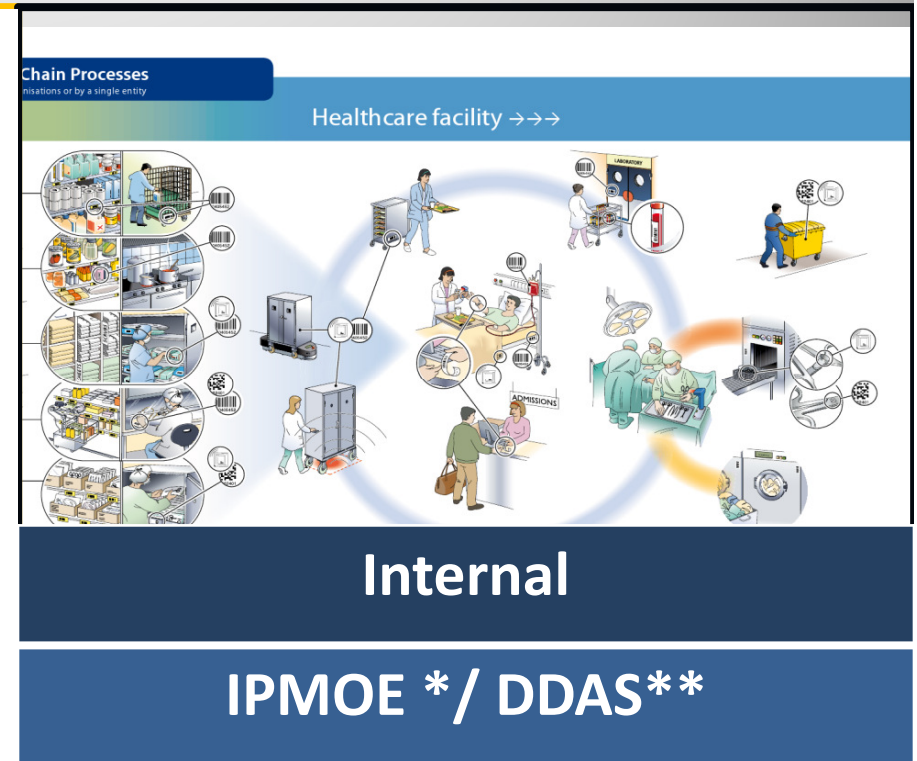 Chain Processes
nisations or by a single entity
Healthcare facility →→→
LABORATORY
ADMISSIONS
Internal
IPMOE */ DDAS**